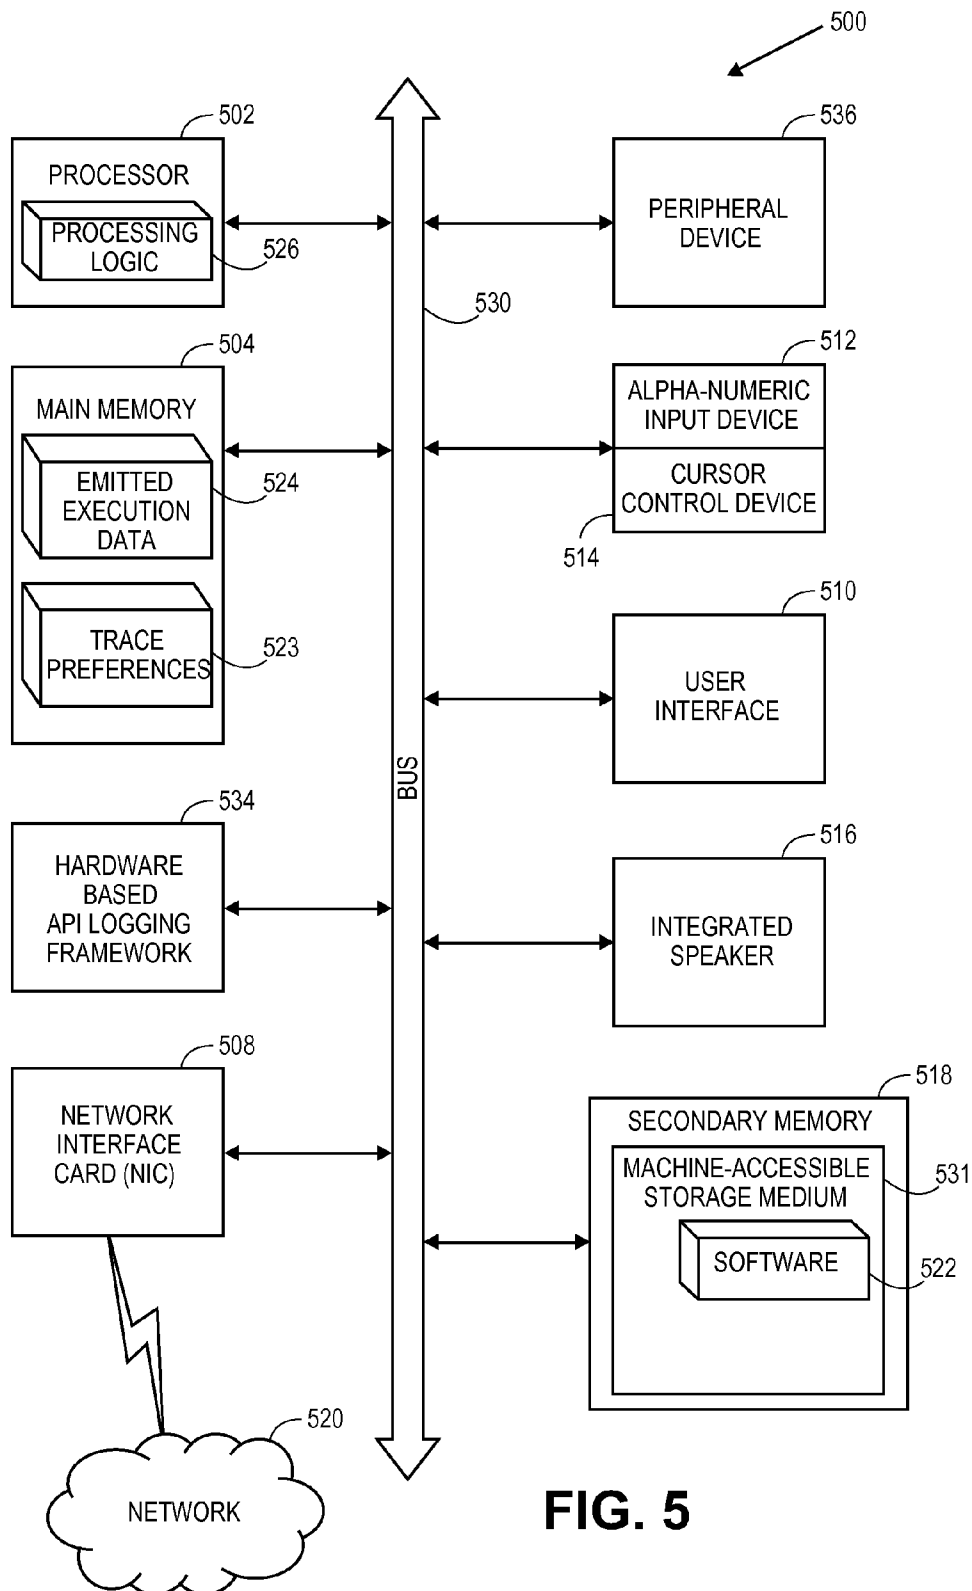 500
502
PROCESSOR
PROCESSING
LOGIC
526
504
MAIN MEMORY
EMITTED
EXECUTION
DATA
524
TRACE
PREFERENCES
523
534
HARDWARE
BASED
API LOGGING
FRAMEWORK
508
NETWORK
INTERFACE
CARD (NIC)
520
NETWORK
530
BUS
536
PERIPHERAL
DEVICE
512
ALPHA-NUMERIC
INPUT DEVICE
CURSOR
CONTROL DEVICE
514
510
USER
INTERFACE
516
INTEGRATED
SPEAKER
518
SECONDARY MEMORY
MACHINE-ACCESSIBLE
STORAGE MEDIUM
531
SOFTWARE
522
FIG. 5